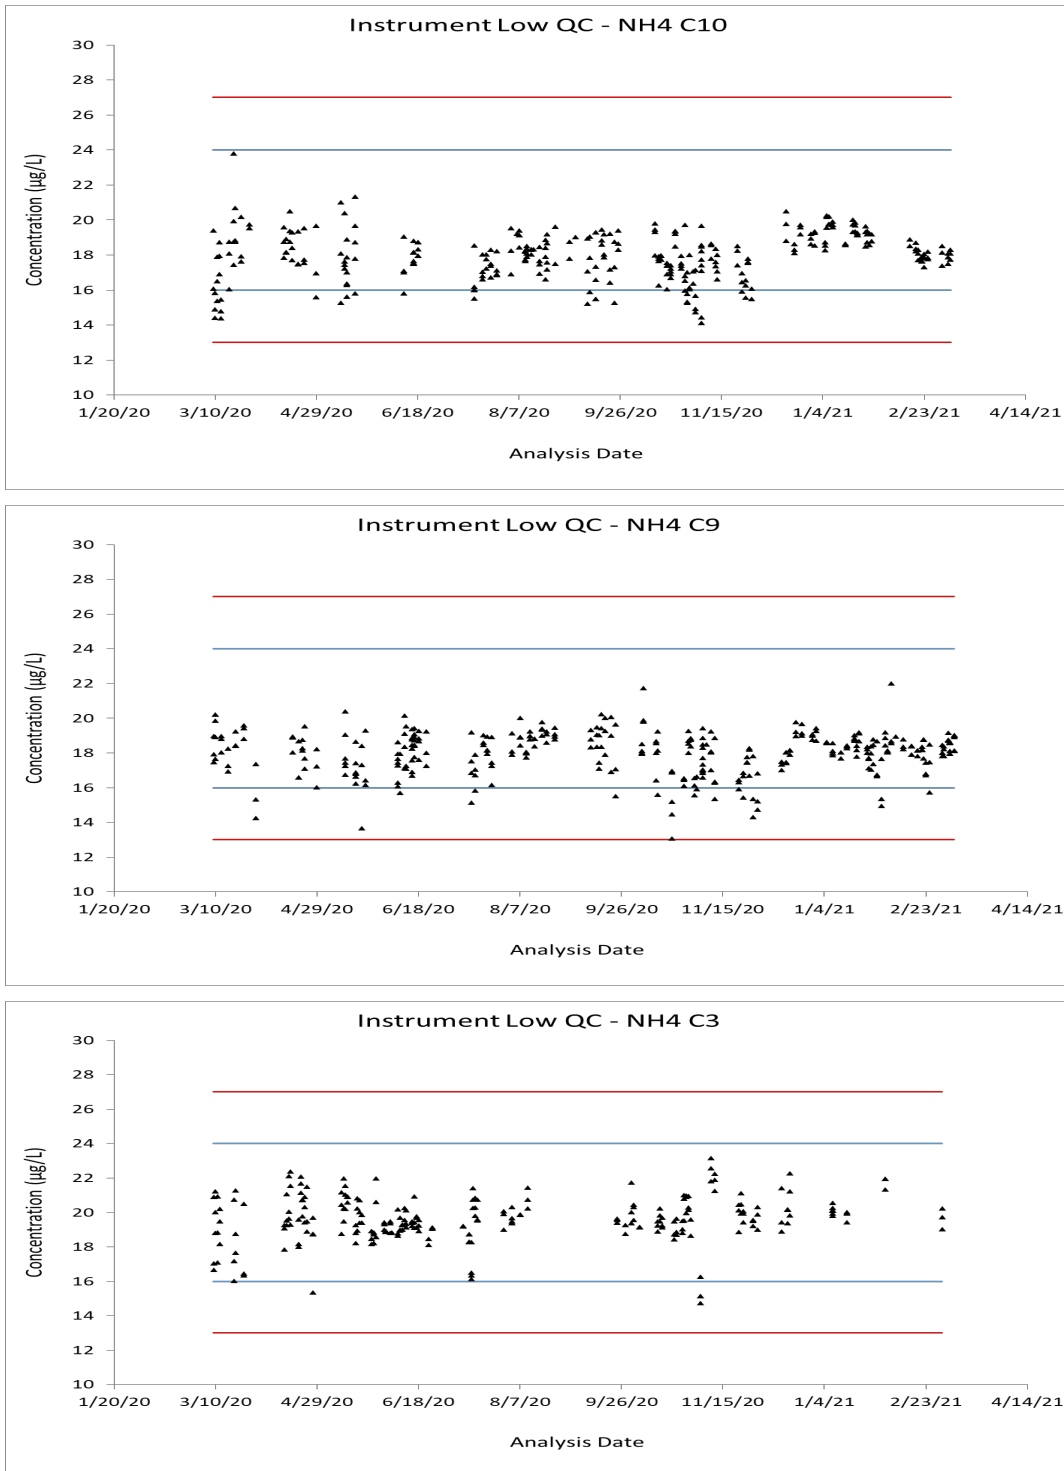 Instrument Low QC - NH4 C10
30
28
26
24
22
20
18
16
14
12
10
Concentration (µg/L)
1/20/20 3/10/20 4/29/20 6/18/20 8/7/20 9/26/20 11/15/20 1/4/21 2/23/21 4/14/21
Analysis Date
Instrument Low QC - NH4 C9
30
28
26
24
22
20
18
16
14
12
10
Concentration (µg/L)
1/20/20 3/10/20 4/29/20 6/18/20 8/7/20 9/26/20 11/15/20 1/4/21 2/23/21 4/14/21
Analysis Date
Instrument Low QC - NH4 C3
30
28
26
24
22
20
18
16
14
12
10
Concentration (µg/L)
1/20/20 3/10/20 4/29/20 6/18/20 8/7/20 9/26/20 11/15/20 1/4/21 2/23/21 4/14/21
Analysis Date